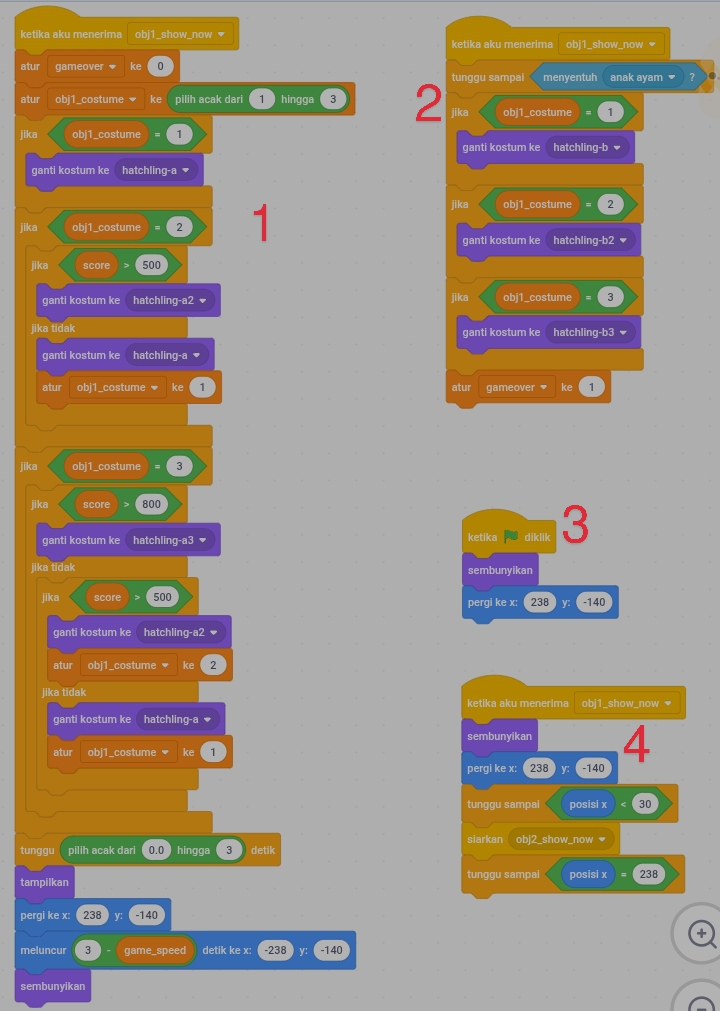 ketika aku menerima obj1_show_now
atur gameover ke 0
atur obj1_costume ke pilih acak dari 1 hingga 3
jika obj1_costume = 1
ganti kostum ke hatchling-a
jika obj1_costume = 2
jika score > 500
ganti kostum ke hatchling-a2
jika tidak
ganti kostum ke hatchling-a
atur obj1_costume ke 1
jika obj1_costume = 3
jika score > 800
ganti kostum ke hatchling-a3
jika tidak
jika score > 500
ganti kostum ke hatchling-a2
atur obj1_costume ke 2
jika tidak
ganti kostum ke hatchling-a
atur obj1_costume ke 1
tunggu pilih acak dari 0.0 hingga 3 detik
tampilkan
pergi ke x: 238 y: -140
meluncur 3 - game_speed detik ke x: -238 y: -140
sembunyikan
1
ketika aku menerima obj1_show_now
tunggu sampai menyentuh anak ayam ?
2
jika obj1_costume = 1
ganti kostum ke hatchling-b
jika obj1_costume = 2
ganti kostum ke hatchling-b2
jika obj1_costume = 3
ganti kostum ke hatchling-b3
atur gameover ke 1
3
ketika diklik
sembunyikan
pergi ke x: 238 y: -140
ketika aku menerima obj1_show_now
sembunyikan
4
pergi ke x: 238 y: -140
tunggu sampai posisi x < 30
siarkan obj2_show_now
tunggu sampai posisi x = 238